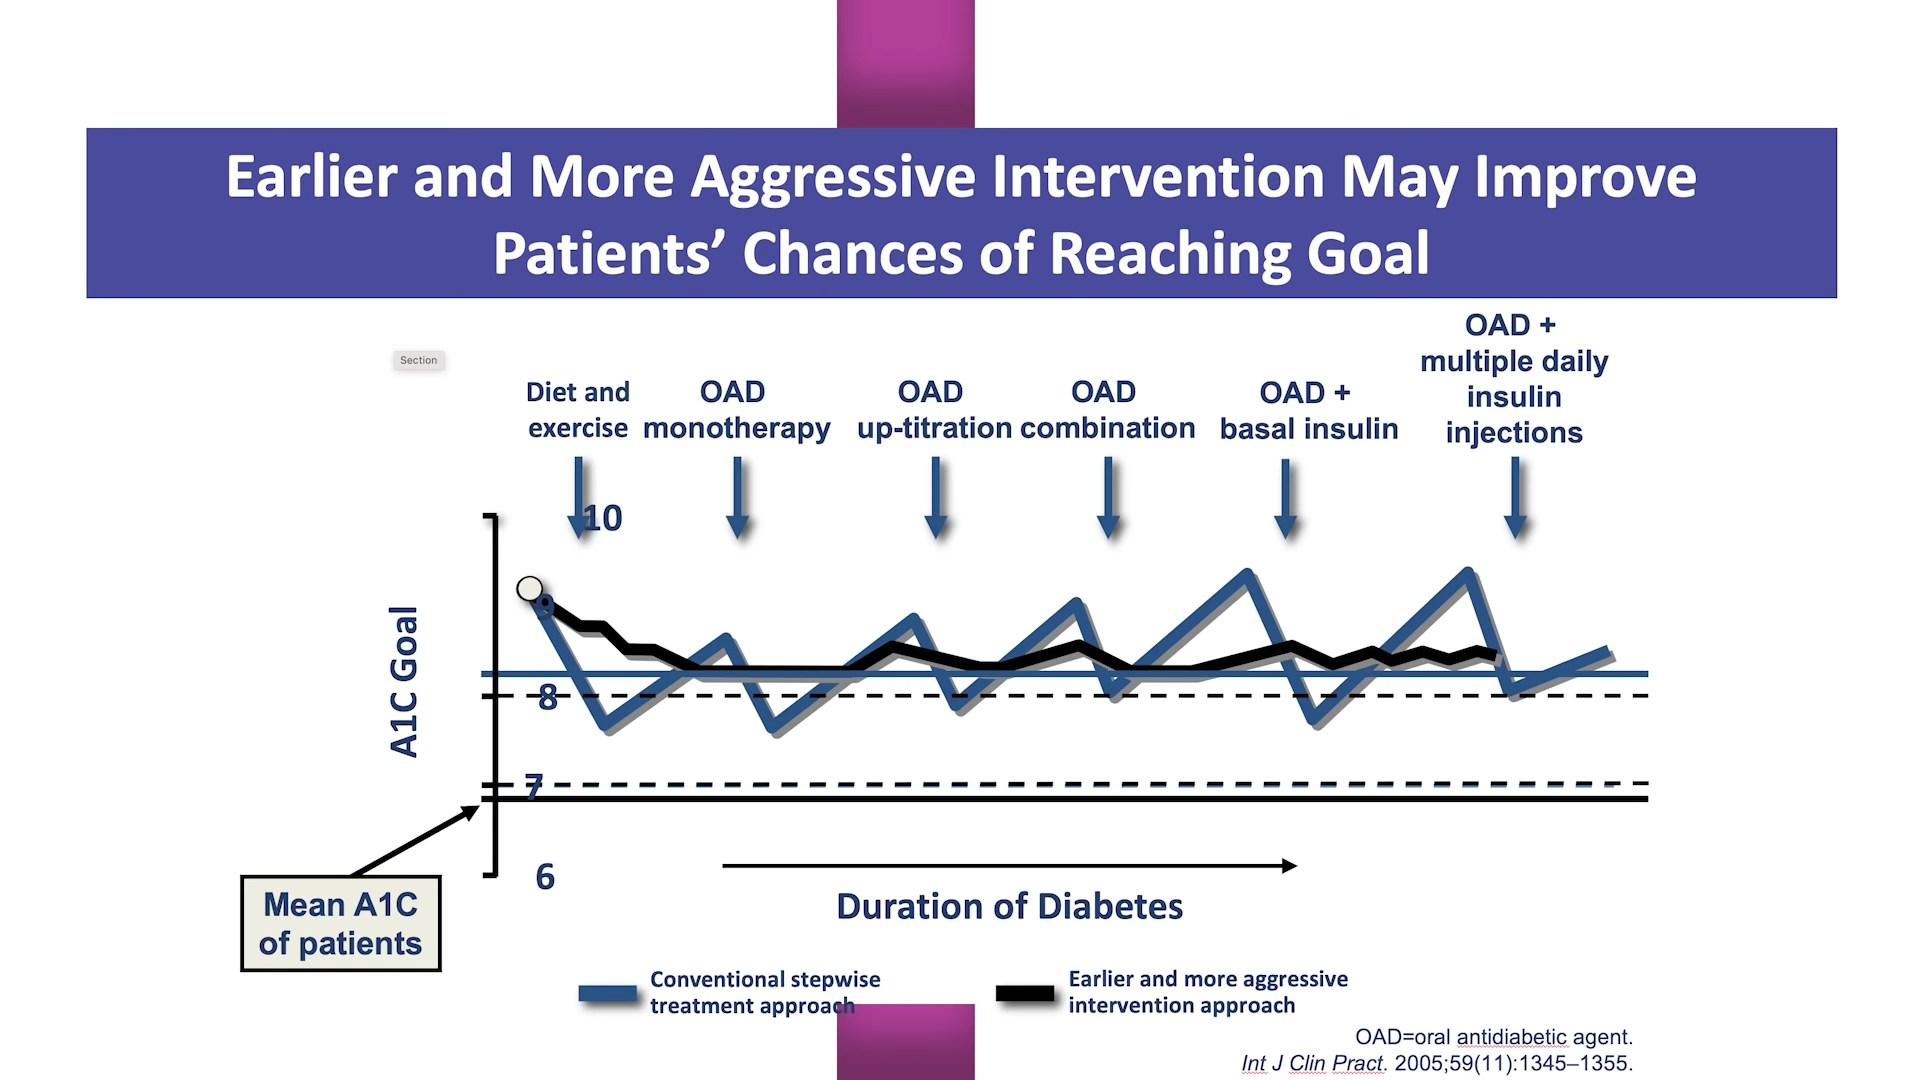 Earlier and More Aggressive Intervention May Improve
Patients’ Chances of Reaching Goal
Section
Diet and
exercise
OAD
monotherapy
OAD
up-titration
OAD
combination
OAD +
basal insulin
OAD +
multiple daily
insulin
injections
10
9
8
7
6
A1C Goal
Mean A1C
of patients
Duration of Diabetes
Conventional stepwise
treatment approach
Earlier and more aggressive
intervention approach
OAD=oral antidiabetic agent.
Int J Clin Pract. 2005;59(11):1345–1355.